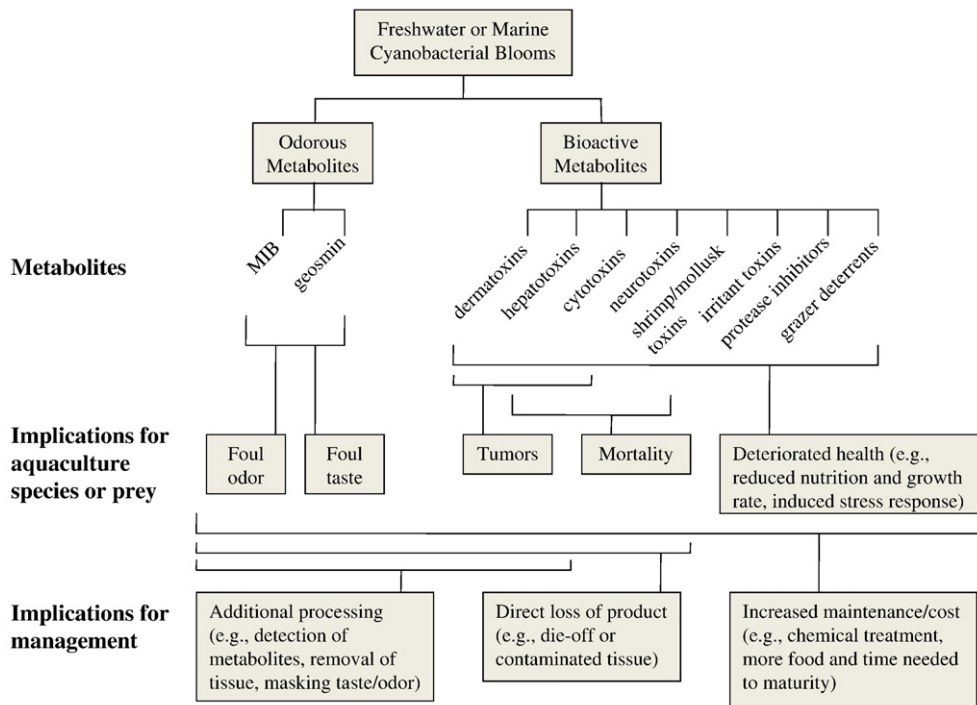 Freshwater or Marine
Cyanobacterial Blooms
Odorous
Metabolites
Bioactive
Metabolites
Metabolites
MIB
geosmin
dermatoxins
hepatotoxins
cytotoxins
neurotoxins
shrimp/mollusk
toxins
irritant toxins
protease inhibitors
grazer deterrents
Implications for
aquaculture
species or prey
Foul
odor
Foul
taste
Tumors
Mortality
Deteriorated health (e.g.,
reduced nutrition and growth
rate, induced stress response)
Implications for
management
Additional processing
(e.g., detection of
metabolites, removal of
tissue, masking taste/odor)
Direct loss of product
(e.g., die-off or
contaminated tissue)
Increased maintenance/cost
(e.g., chemical treatment,
more food and time needed
to maturity)